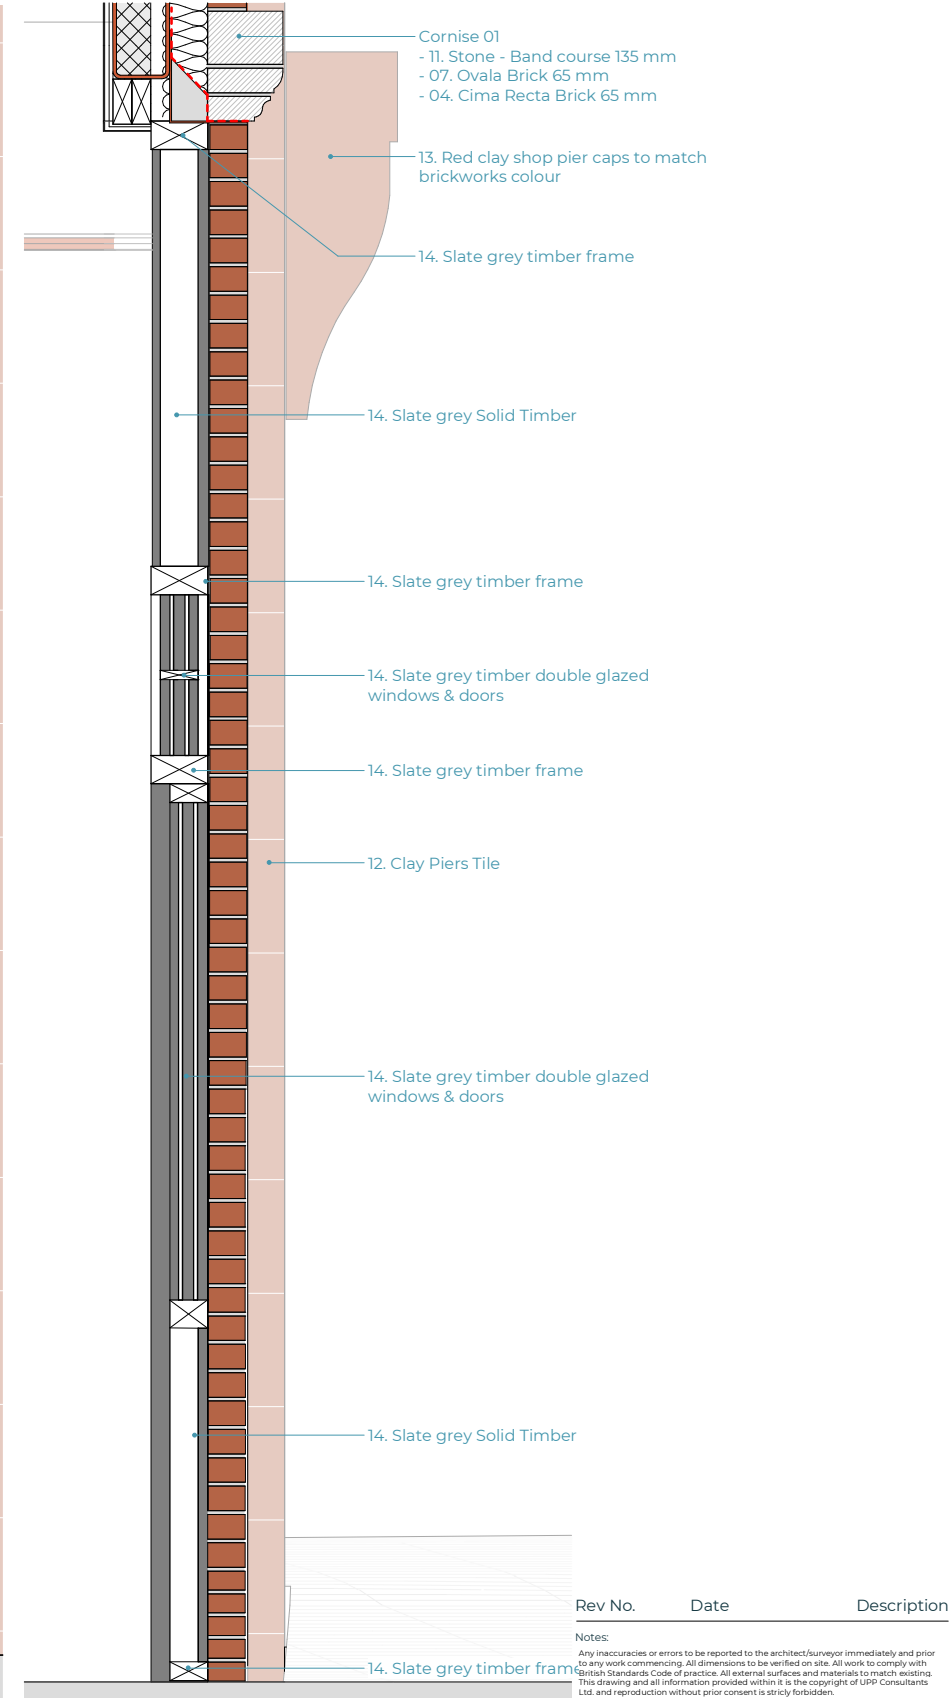 Cornise 01
- 11. Stone - Band course 135 mm
- 07. Ovala Brick 65 mm
- 04. Cima Recta Brick 65 mm
13. Red clay shop pier caps to match
brickworks colour
14. Slate grey timber frame
14. Slate grey Solid Timber
14. Slate grey timber frame
14. Slate grey timber double glazed
windows & doors
14. Slate grey timber frame
12. Clay Piers Tile
14. Slate grey timber double glazed
windows & doors
14. Slate grey Solid Timber
14. Slate grey timber frame
Rev No. Date Description
Notes:
Any inaccuracies or errors to be reported to the architect/surveyor immediately and prior
to any work commencing. All dimensions to be verified on site. All work to comply with
British Standards Code of practice. All external surfaces and materials to match existing.
This drawing and all information provided within it is the copyright of UPP Consultants
Ltd. and reproduction without prior consent is stricly forbidden.